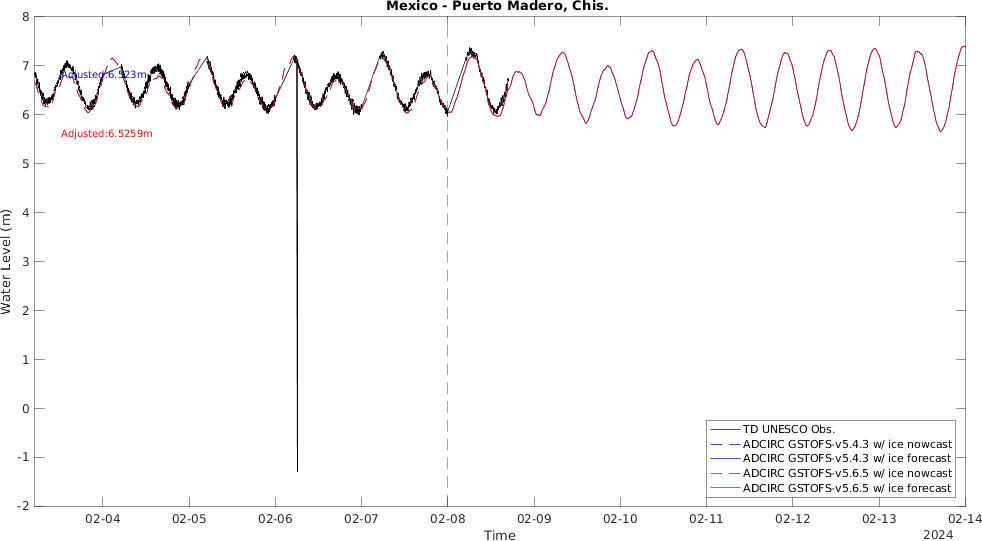 Mexico - Puerto Madero, Chis.
8
7
6
5
4
3
2
1
0
-1
-2
Water Level (m)
Adjusted:6.523m
Adjusted:6.5259m
TD UNESCO Obs.
ADCIRC GSTOFS-v5.4.3 w/ ice nowcast
ADCIRC GSTOFS-v5.4.3 w/ ice forecast
ADCIRC GSTOFS-v5.6.5 w/ ice nowcast
ADCIRC GSTOFS-v5.6.5 w/ ice forecast
02-04 02-05 02-06 02-07 02-08 02-09 02-10 02-11 02-12 02-13 02-14
Time
2024